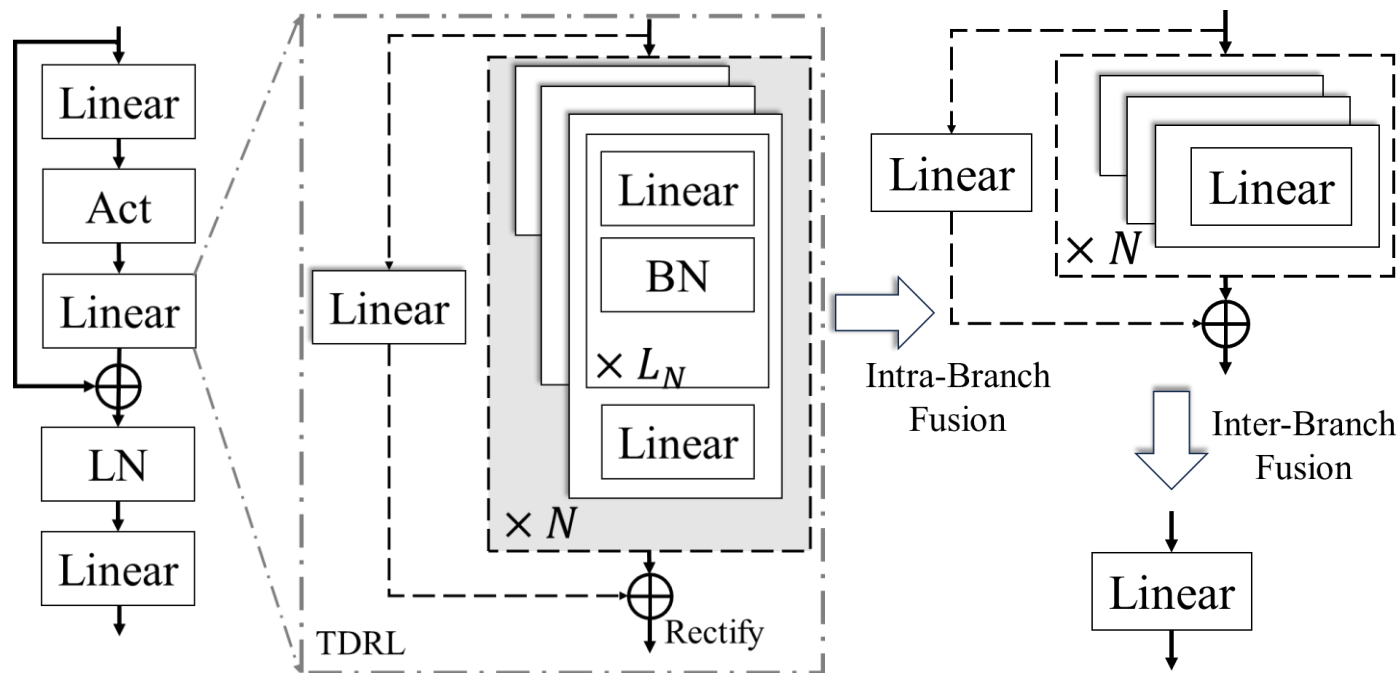 Linear
Act
Linear
LN
Linear
Linear
Linear
BN
× L_N
Linear
× N
Rectify
TDRL
Intra-Branch
Fusion
Linear
Linear
× N
Inter-Branch
Fusion
Linear